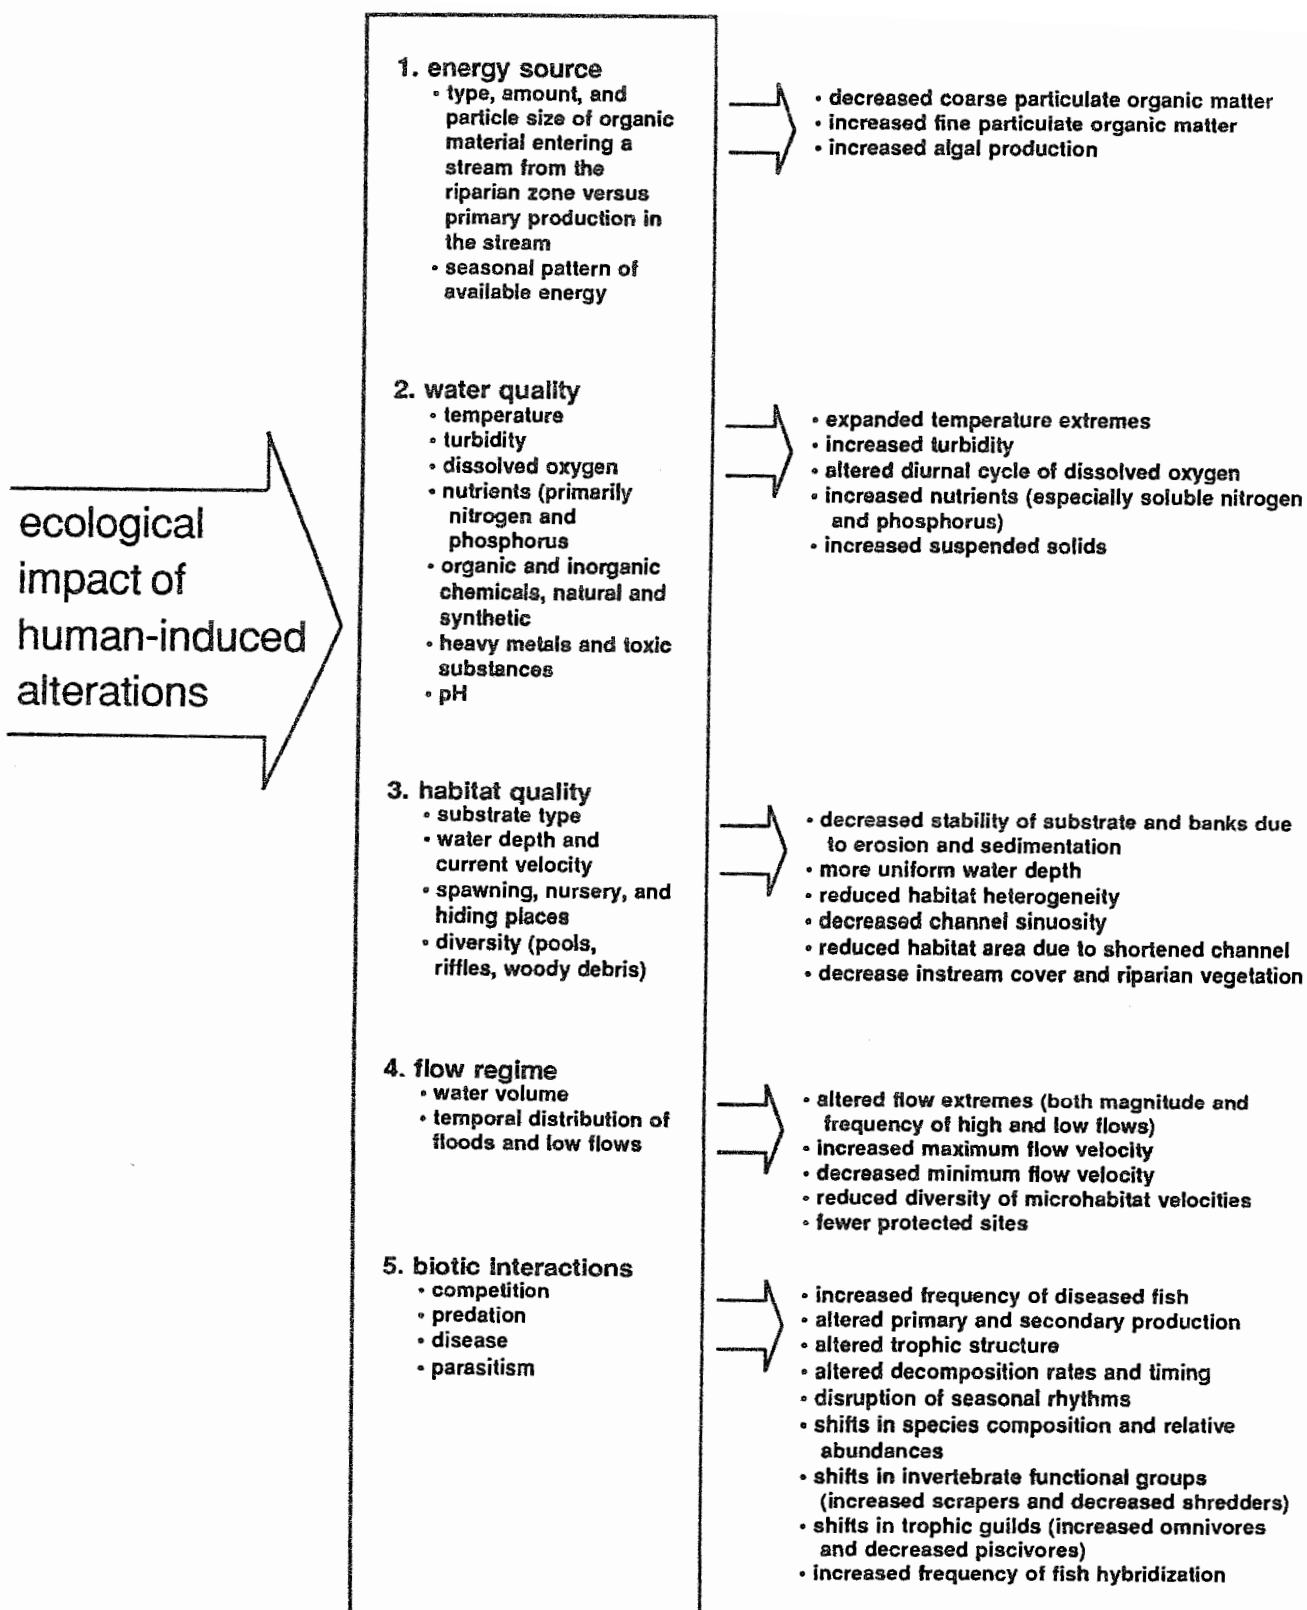 ecological
impact of
human-induced
alterations
1. energy source
• type, amount, and
particle size of organic
material entering a
stream from the
riparian zone versus
primary production in
the stream
• seasonal pattern of
available energy
• decreased coarse particulate organic matter
• increased fine particulate organic matter
• increased algal production
2. water quality
• temperature
• turbidity
• dissolved oxygen
• nutrients (primarily
nitrogen and
phosphorus
• organic and inorganic
chemicals, natural and
synthetic
• heavy metals and toxic
substances
• pH
• expanded temperature extremes
• increased turbidity
• altered diurnal cycle of dissolved oxygen
• increased nutrients (especially soluble nitrogen
and phosphorus)
• increased suspended solids
3. habitat quality
• substrate type
• water depth and
current velocity
• spawning, nursery, and
hiding places
• diversity (pools,
riffles, woody debris)
• decreased stability of substrate and banks due
to erosion and sedimentation
• more uniform water depth
• reduced habitat heterogeneity
• decreased channel sinuosity
• reduced habitat area due to shortened channel
• decrease instream cover and riparian vegetation
4. flow regime
• water volume
• temporal distribution of
floods and low flows
• altered flow extremes (both magnitude and
frequency of high and low flows)
• increased maximum flow velocity
• decreased minimum flow velocity
• reduced diversity of microhabitat velocities
• fewer protected sites
5. biotic interactions
• competition
• predation
• disease
• parasitism
• increased frequency of diseased fish
• altered primary and secondary production
• altered trophic structure
• altered decomposition rates and timing
• disruption of seasonal rhythms
• shifts in species composition and relative
abundances
• shifts in invertebrate functional groups
(increased scrapers and decreased shredders)
• shifts in trophic guilds (increased omnivores
and decreased piscivores)
• increased frequency of fish hybridization